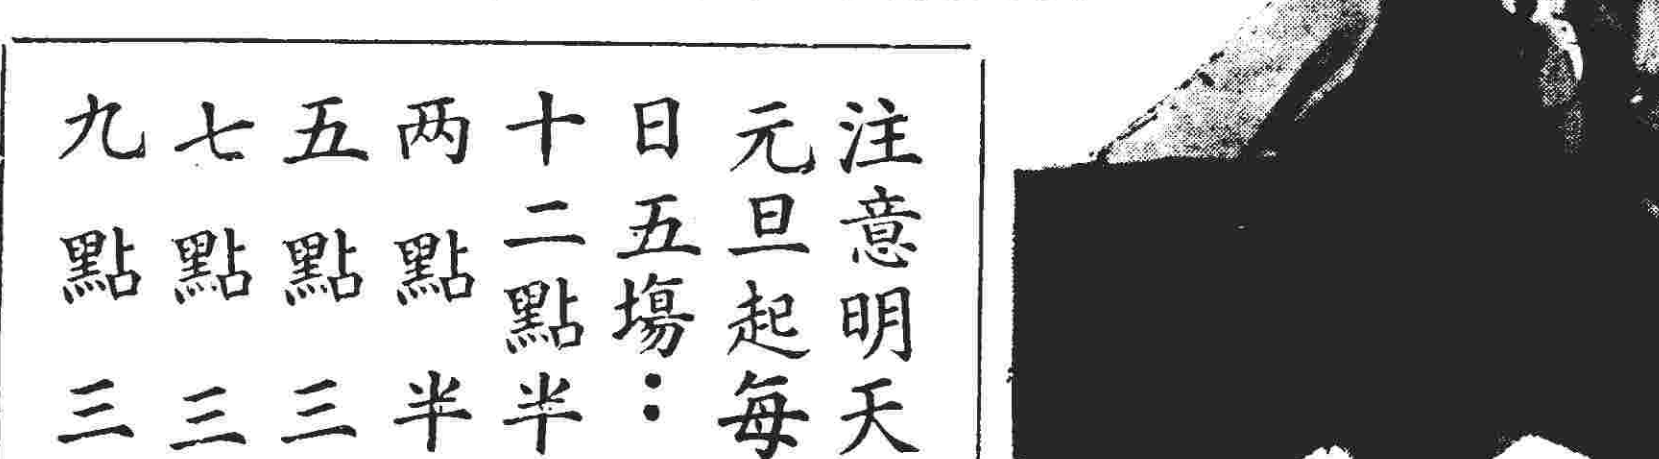 注意明天
元旦起每
日五塲：
十二點半
两點半
五點三
七點三
九點三